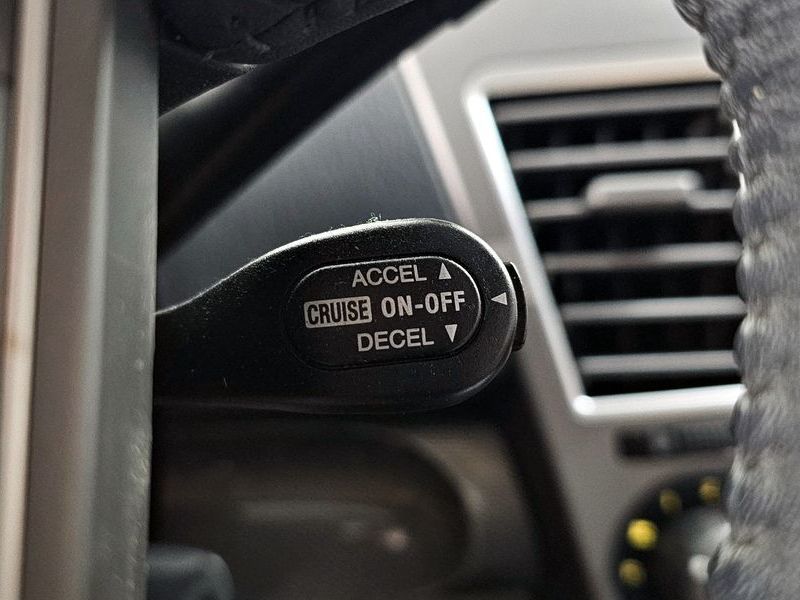 ACCEL ▲
CRUISE ON-OFF ◀
DECEL ▼